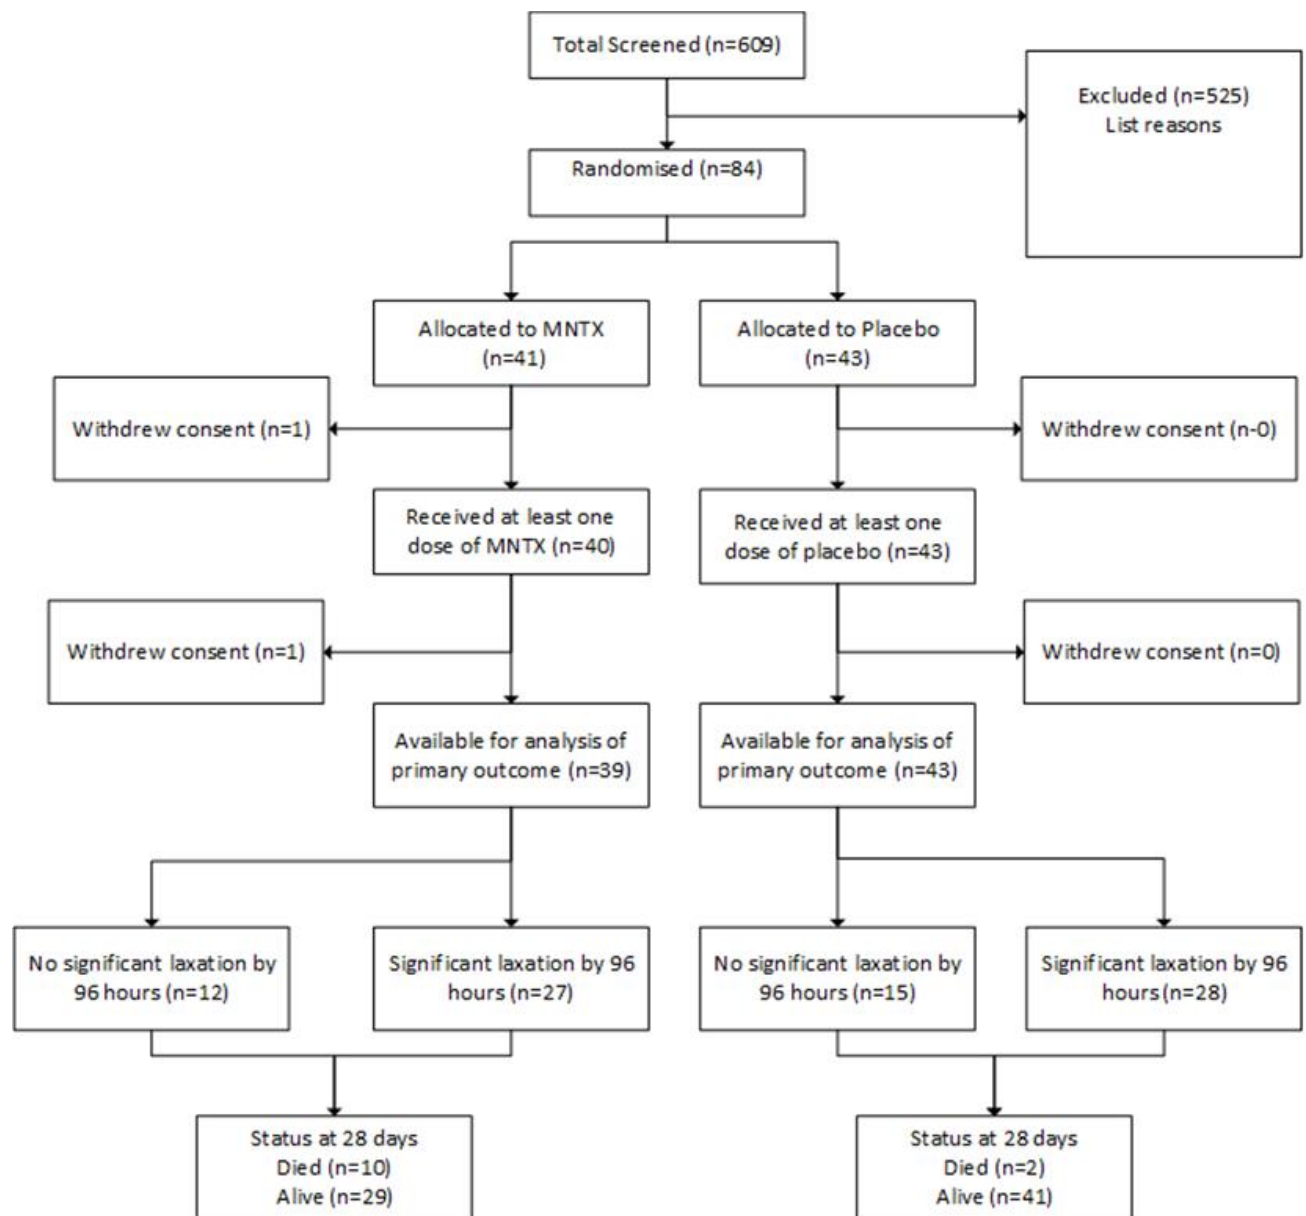 Total Screened (n=609)
Excluded (n=525)
List reasons
Randomised (n=84)
Allocated to MNTX
(n=41)
Allocated to Placebo
(n=43)
Withdrew consent (n=1)
Withdrew consent (n-0)
Received at least one
dose of MNTX (n=40)
Received at least one
dose of placebo (n=43)
Withdrew consent (n=1)
Withdrew consent (n=0)
Available for analysis of
primary outcome (n=39)
Available for analysis of
primary outcome (n=43)
No significant laxation by
96 hours (n=12)
Significant laxation by 96
hours (n=27)
No significant laxation by
96 hours (n=15)
Significant laxation by 96
hours (n=28)
Status at 28 days
Died (n=10)
Alive (n=29)
Status at 28 days
Died (n=2)
Alive (n=41)